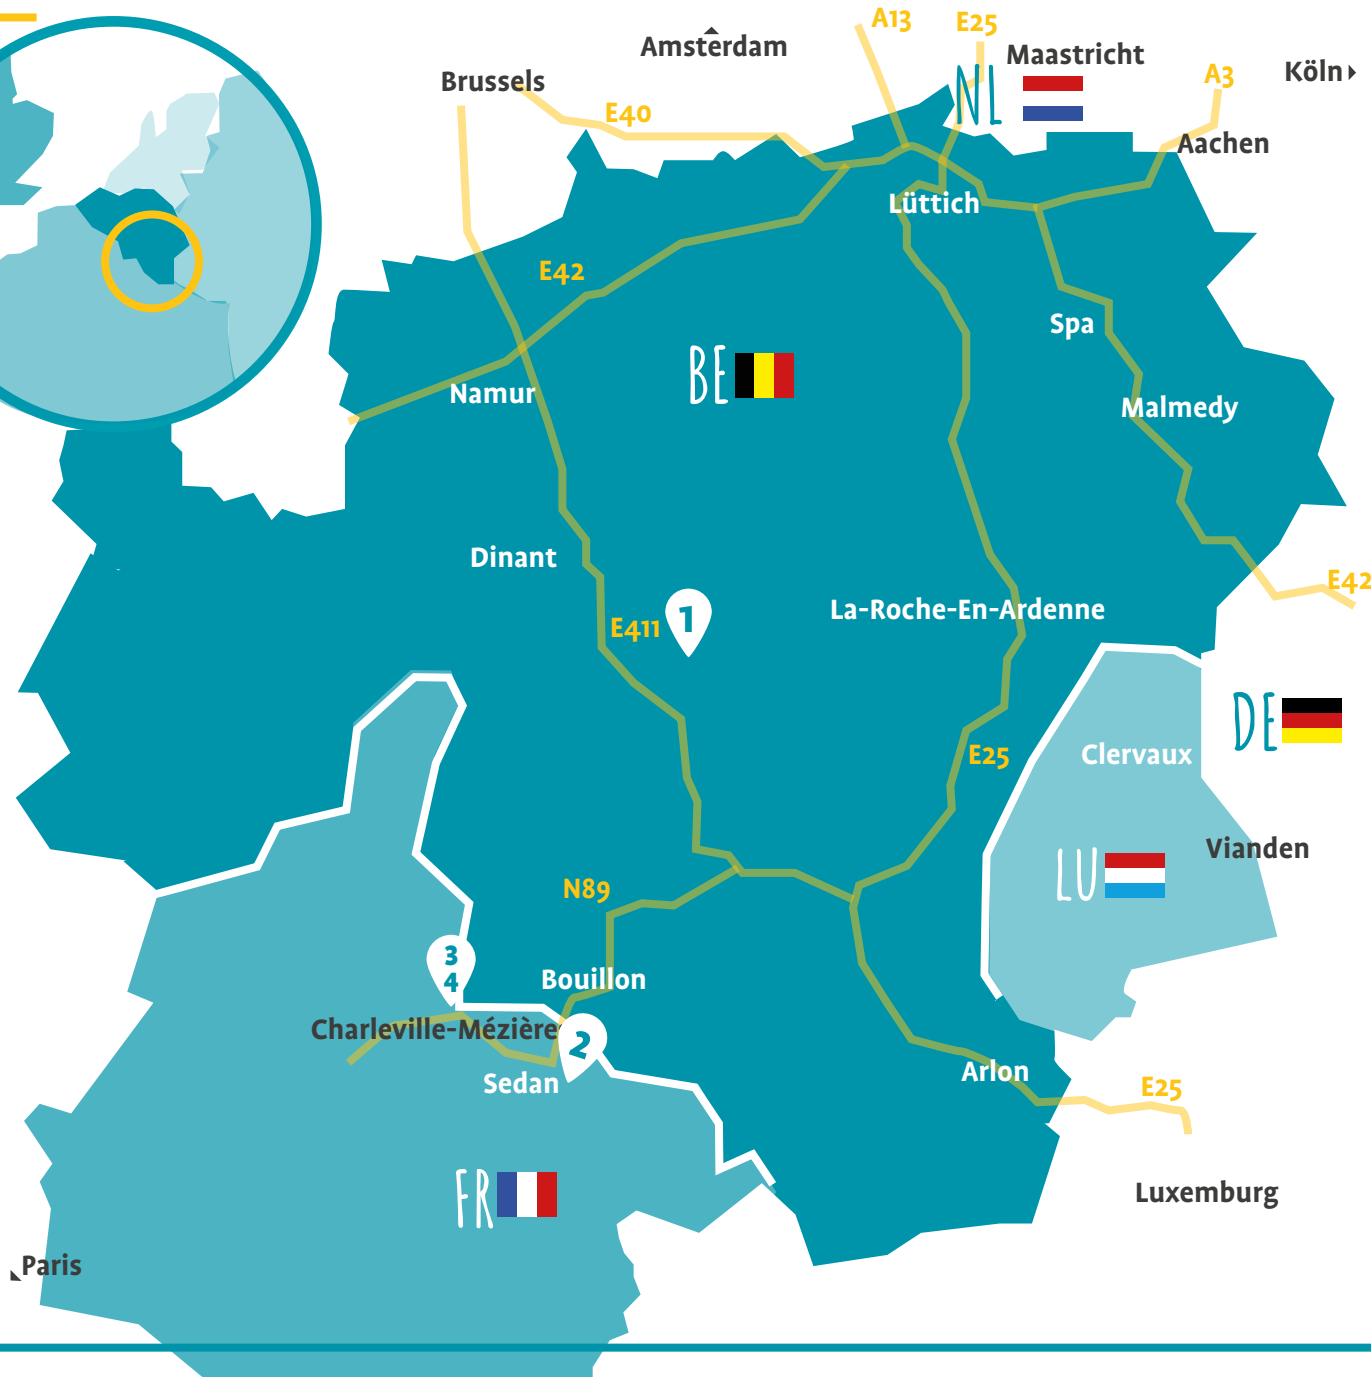 A13
E25
Amsterdam
Maastricht
Köln
A3
Brussels
NL
E40
Aachen
Lüttich
E42
Spa
BE
Namur
Malmedy
Dinant
E42
1
La-Roche-En-Ardenne
E411
DE
Clervaux
E25
Vianden
LU
N89
3
4
Bouillon
Charleville-Mézière
2
Sedan
Arlon
E25
FR
Luxemburg
Paris